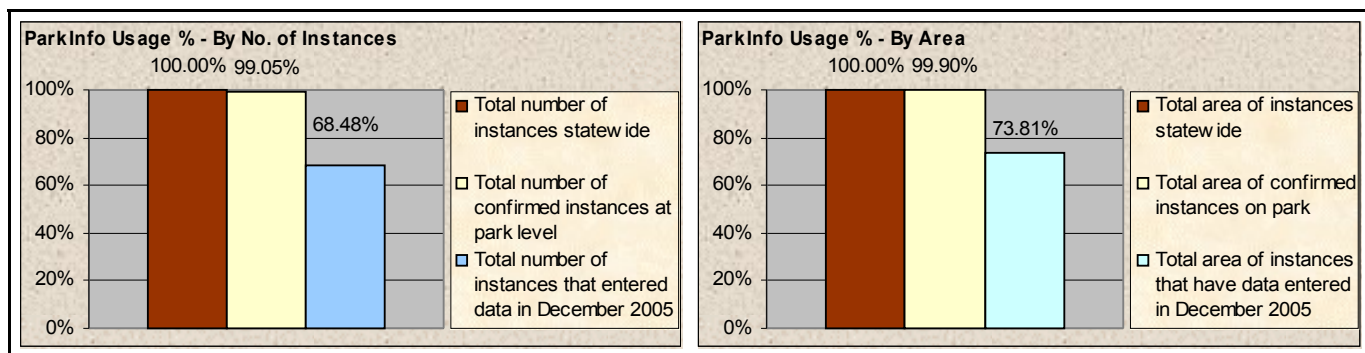 ParkInfo Usage % - By No. of Instances
100.00% 99.05%
100%
80%
60%
40%
20%
0%
68.48%
Total number of
instances statewide
Total number of
confirmed instances at
park level
Total number of
instances that entered
data in December 2005
ParkInfo Usage % - By Area
100.00% 99.90%
100%
80%
60%
40%
20%
0%
73.81%
Total area of instances
statewide
Total area of confirmed
instances on park
Total area of instances
that have data entered
in December 2005